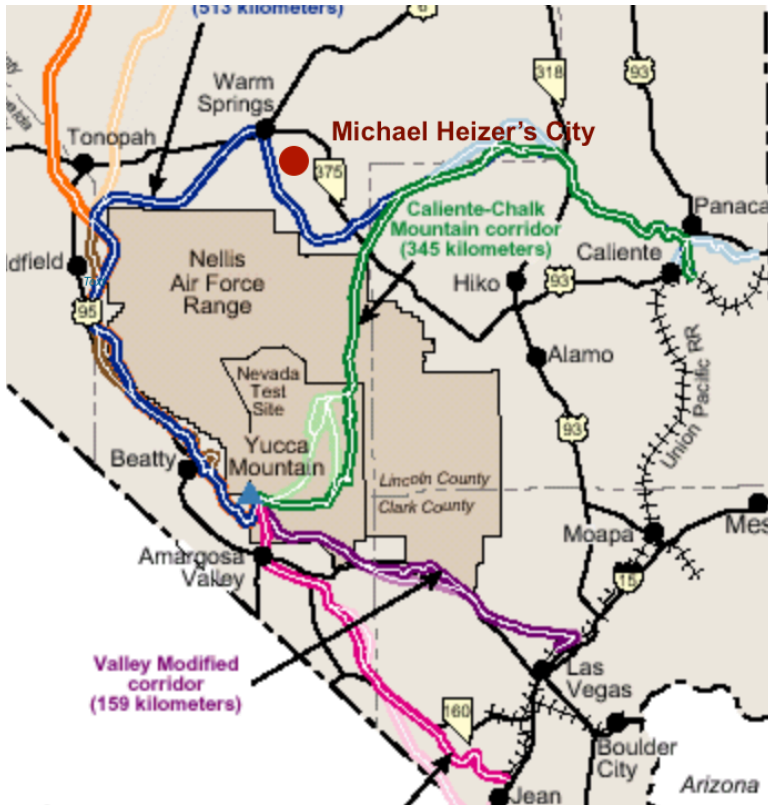 (513 kilometers)
6
93
318
Warm
Springs
Michael Heizer's City
Tonopah
375
Panaca
Caliente-Chalk
Mountain corridor
(345 kilometers)
Caliente
Nellis
Air Force
Range
dfield
Hiko
93
95
Alamo
Nevada
Test
Site
Union Pacific RR
93
Yucca
Mountain
Beatty
Lincoln County
Clark County
Moapa
Mes
Amargosa
Valley
15
Valley Modified
corridor
(159 kilometers)
Las
Vegas
160
Boulder
City
Arizona
Jean